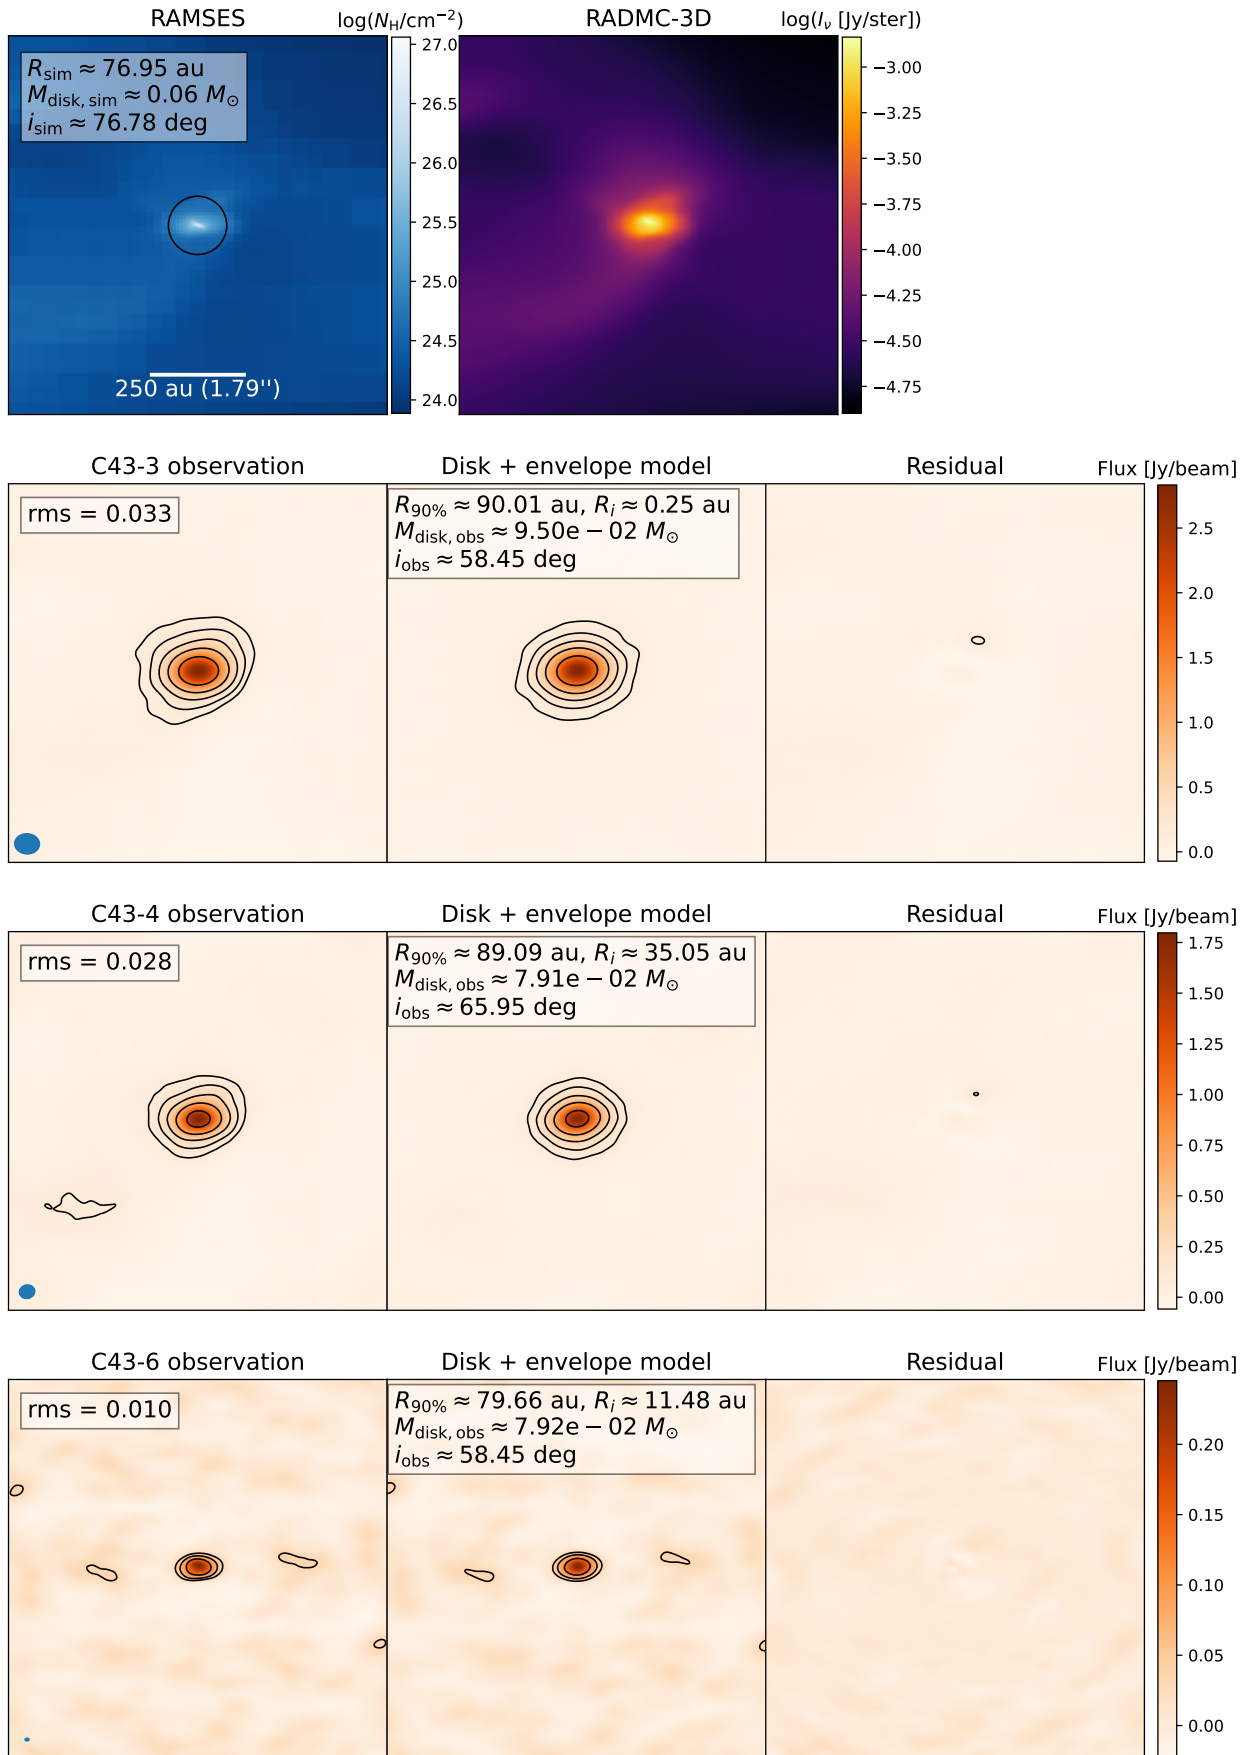 RAMSES
log(N_H/cm⁻²)
RADMC-3D
log(I_ν [Jy/ster])
R_sim ≈ 76.95 au
M_disk, sim ≈ 0.06 M_⊙
i_sim ≈ 76.78 deg
250 au (1.79'')
27.0
26.5
26.0
25.5
25.0
24.5
24.0
−3.00
−3.25
−3.50
−3.75
−4.00
−4.25
−4.50
−4.75
C43-3 observation
Disk + envelope model
Residual
Flux [Jy/beam]
rms = 0.033
R_90% ≈ 90.01 au, R_i ≈ 0.25 au
M_disk, obs ≈ 9.50e − 02 M_⊙
i_obs ≈ 58.45 deg
2.5
2.0
1.5
1.0
0.5
0.0
C43-4 observation
Disk + envelope model
Residual
Flux [Jy/beam]
rms = 0.028
R_90% ≈ 89.09 au, R_i ≈ 35.05 au
M_disk, obs ≈ 7.91e − 02 M_⊙
i_obs ≈ 65.95 deg
1.75
1.50
1.25
1.00
0.75
0.50
0.25
0.00
C43-6 observation
Disk + envelope model
Residual
Flux [Jy/beam]
rms = 0.010
R_90% ≈ 79.66 au, R_i ≈ 11.48 au
M_disk, obs ≈ 7.92e − 02 M_⊙
i_obs ≈ 58.45 deg
0.20
0.15
0.10
0.05
0.00